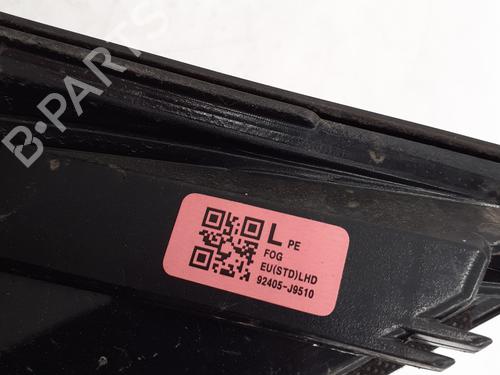 B-PARTS
L PE
FOG
EU(STD)LHD
92405-J9510